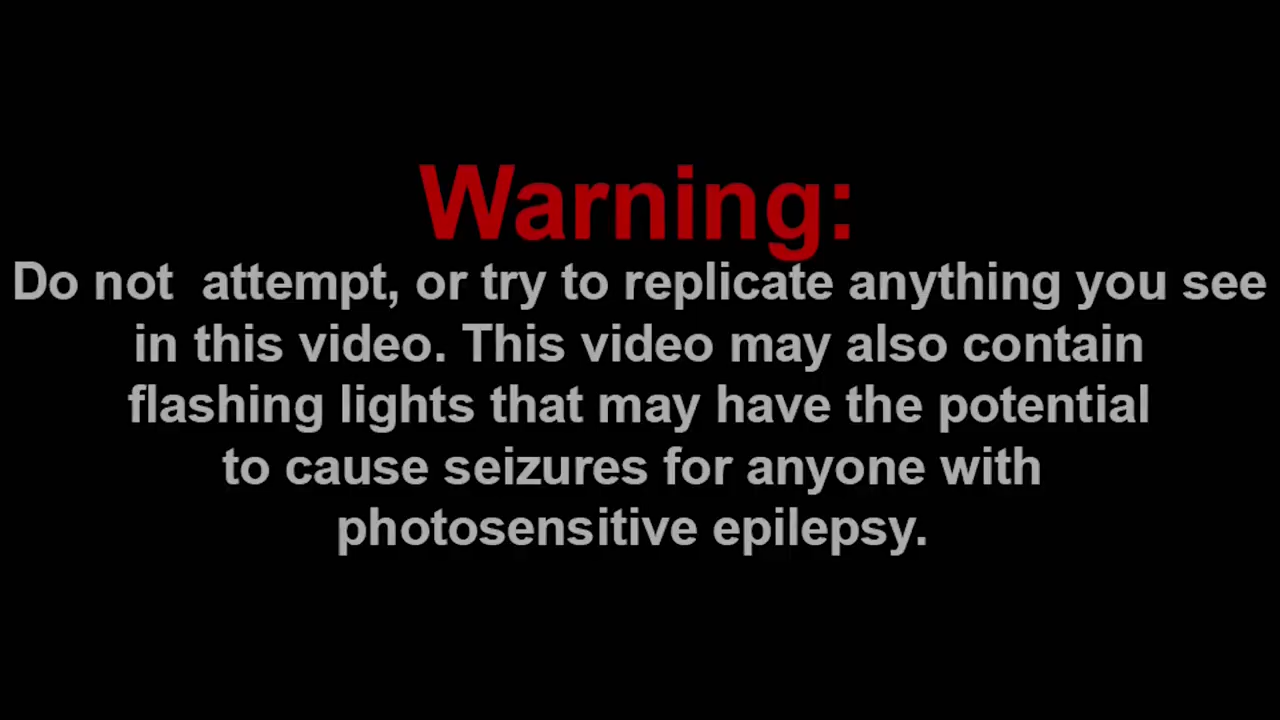 Warning:
Do not  attempt, or try to replicate anything you see
in this video. This video may also contain
flashing lights that may have the potential
to cause seizures for anyone with
photosensitive epilepsy.